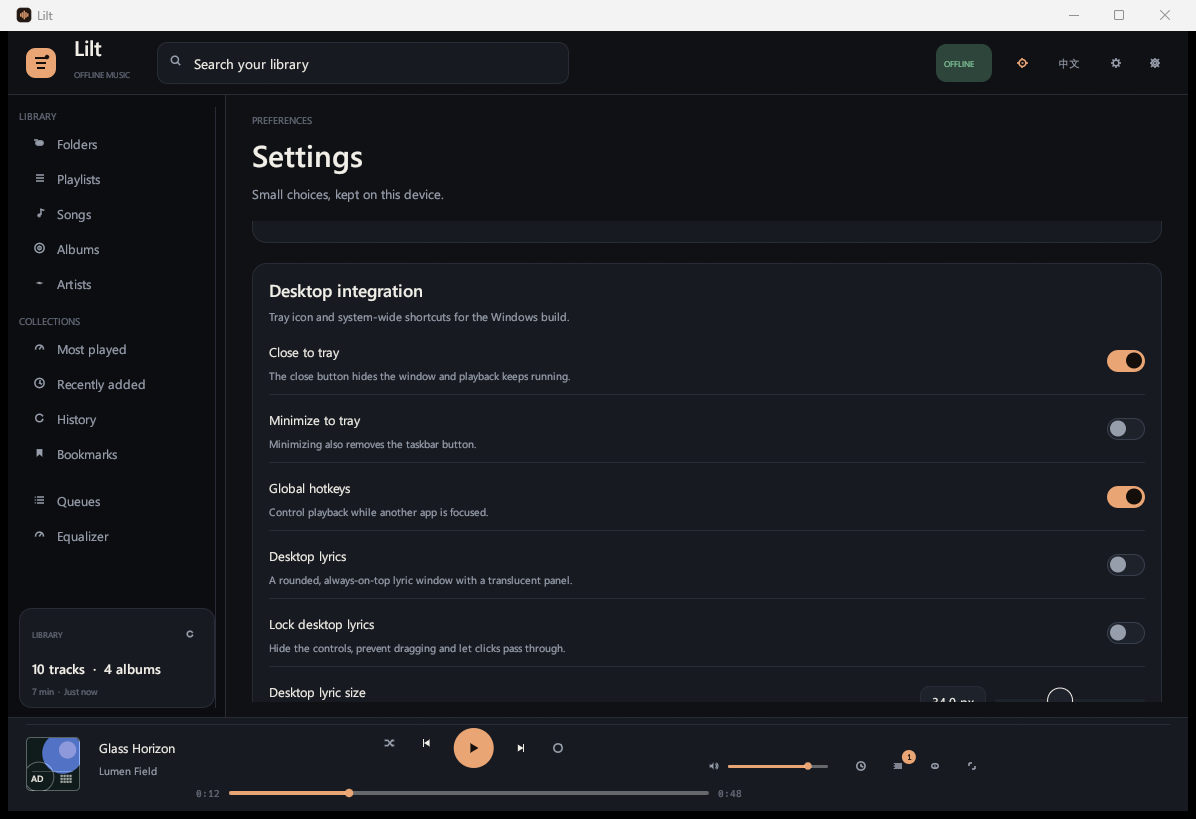 Lilt
Lilt
OFFLINE MUSIC
Search your library
OFFLINE
中文
LIBRARY
Folders
Playlists
Songs
Albums
Artists
COLLECTIONS
Most played
Recently added
History
Bookmarks
Queues
Equalizer
LIBRARY
10 tracks · 4 albums
7 min · Just now
PREFERENCES
Settings
Small choices, kept on this device.
Desktop integration
Tray icon and system-wide shortcuts for the Windows build.
Close to tray
The close button hides the window and playback keeps running.
Minimize to tray
Minimizing also removes the taskbar button.
Global hotkeys
Control playback while another app is focused.
Desktop lyrics
A rounded, always-on-top lyric window with a translucent panel.
Lock desktop lyrics
Hide the controls, prevent dragging and let clicks pass through.
Desktop lyric size
AD
Glass Horizon
Lumen Field
0:12
0:48
1